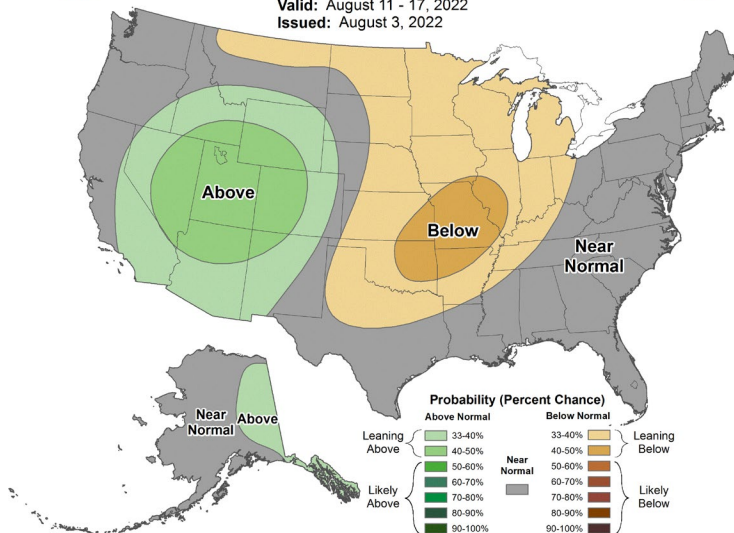 Valid: August 11 - 17, 2022
Issued: August 3, 2022
Above
Below
Near
Normal
Near
Normal
Above
Probability (Percent Chance)
Above Normal
Below Normal
Leaning
Above
33-40%
40-50%
Likely
Above
50-60%
60-70%
70-80%
80-90%
90-100%
Near
Normal
33-40%
40-50%
Leaning
Below
50-60%
60-70%
70-80%
80-90%
90-100%
Likely
Below